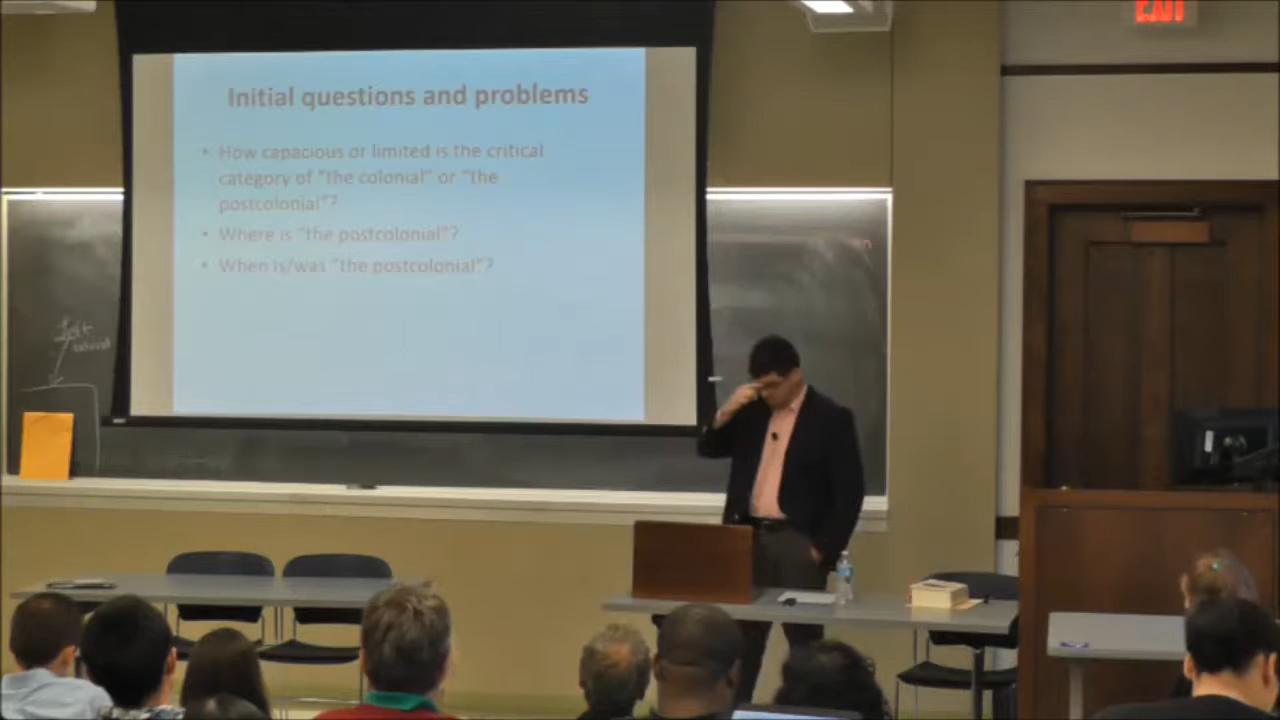 EXIT
Initial questions and problems
• How capacious or limited is the critical
category of "the colonial" or "the
postcolonial"?
• Where is "the postcolonial"?
• When is/was "the postcolonial"?